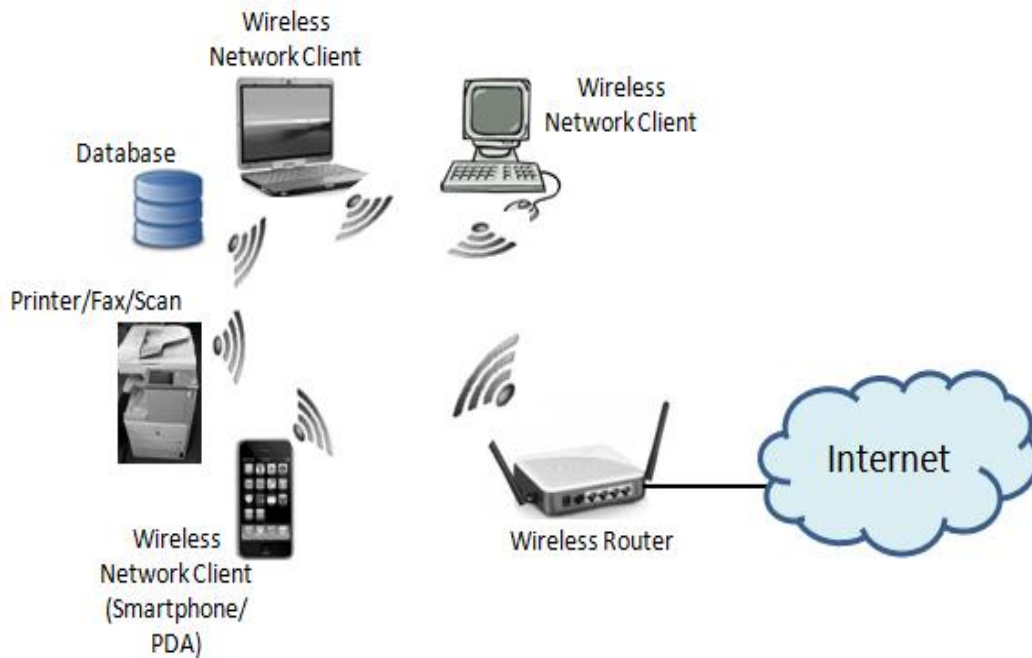 Wireless
Network Client
Wireless
Network Client
Database
Printer/Fax/Scan
Internet
Wireless Router
Wireless
Network Client
(Smartphone/
PDA)